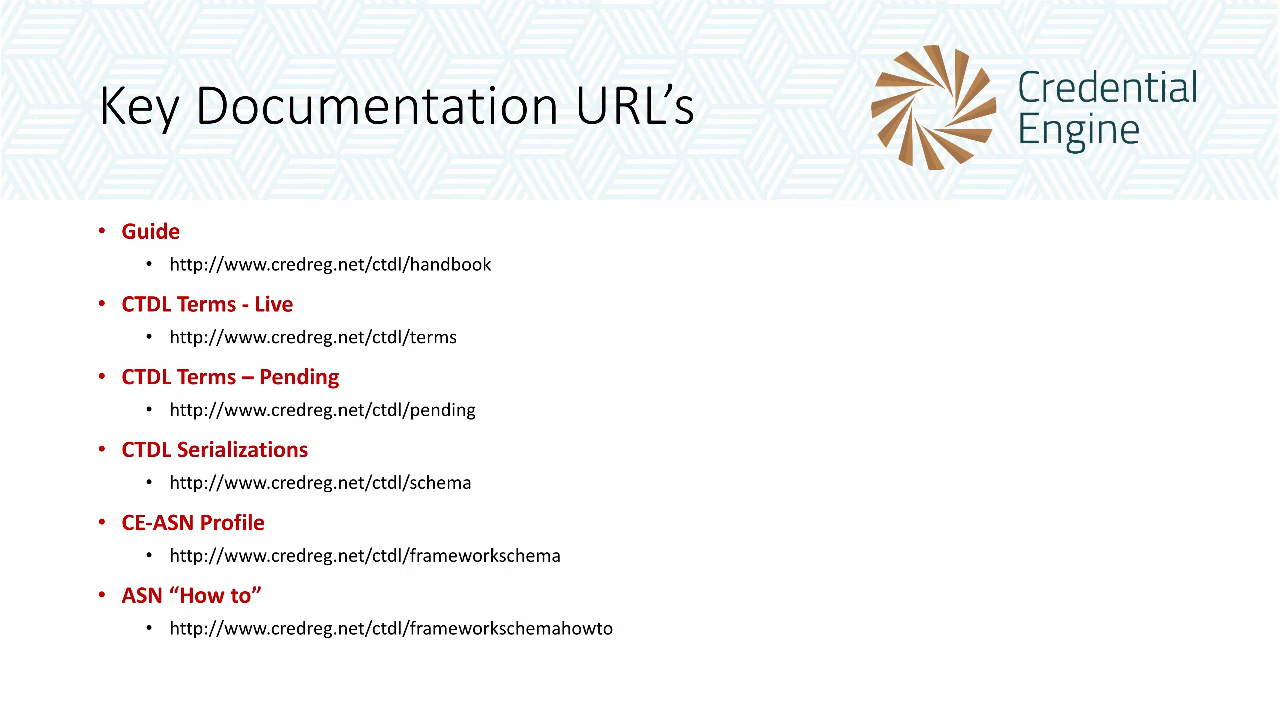 Key Documentation URL’s
Credential
Engine
• Guide
• http://www.credreg.net/ctdl/handbook
• CTDL Terms - Live
• http://www.credreg.net/ctdl/terms
• CTDL Terms – Pending
• http://www.credreg.net/ctdl/pending
• CTDL Serializations
• http://www.credreg.net/ctdl/schema
• CE-ASN Profile
• http://www.credreg.net/ctdl/frameworkschema
• ASN “How to”
• http://www.credreg.net/ctdl/frameworkschemahowto